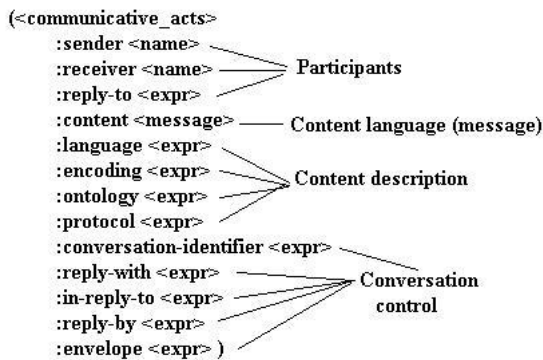 (<communicative_acts>
:sender <name>
:receiver <name>
:reply-to <expr>
Participants
:content <message>
Content language (message)
:language <expr>
:encoding <expr>
:ontology <expr>
:protocol <expr>
Content description
:conversation-identifier <expr>
:reply-with <expr>
:in-reply-to <expr>
:reply-by <expr>
:envelope <expr> )
Conversation
control